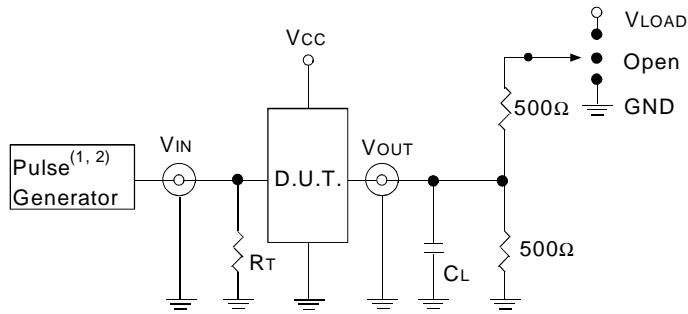 VLOAD
VCC
Open
500Ω
GND
VIN
VOUT
Pulse(1, 2)
Generator
D.U.T.
500Ω
RT
CL